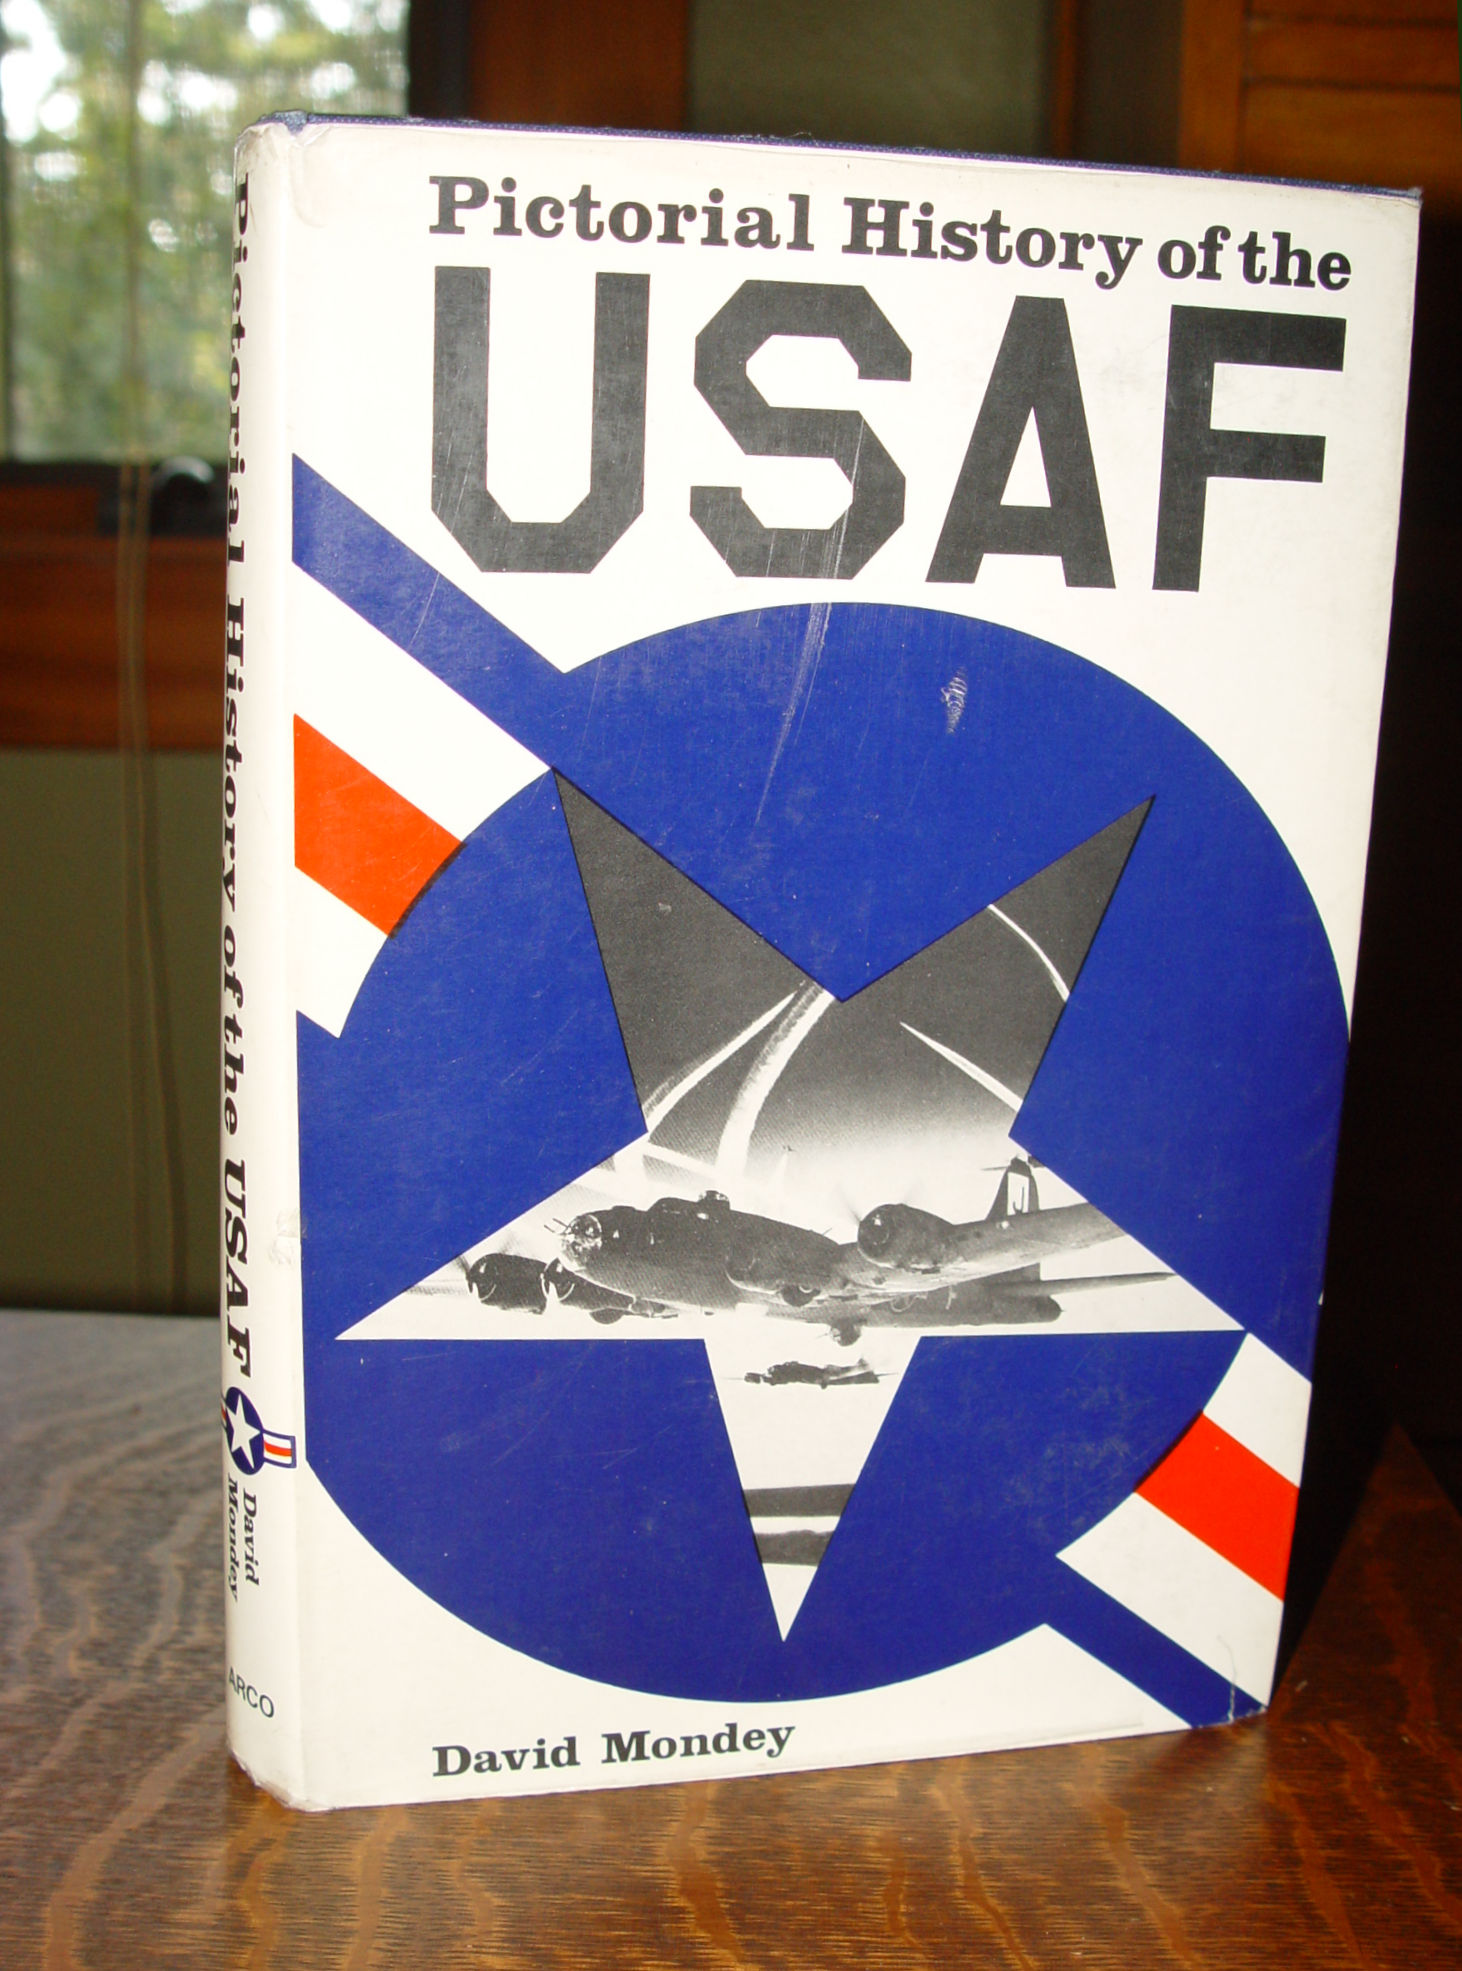 Pictorial History of the
USAF
David Mondey
Pictorial History of the USAF
David
Mondey
ARCO
J